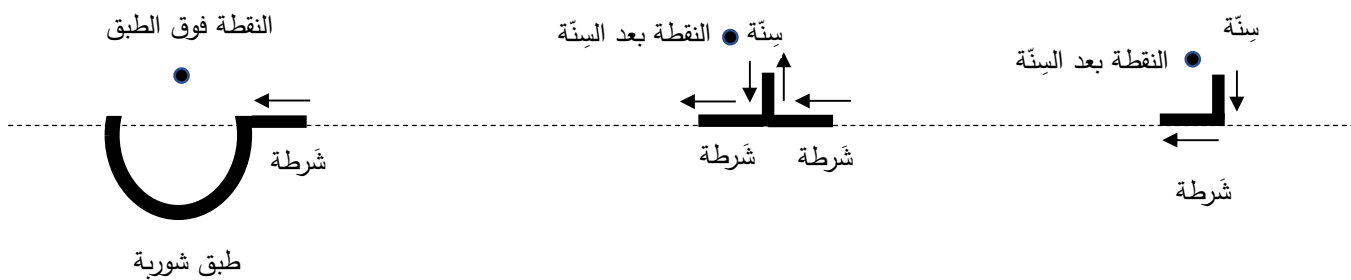 سِنّة
النقطة بعد السِنّة
شَرطة
سِنّة
النقطة بعد السِنّة
شَرطة
شَرطة
النقطة فوق الطبق
شَرطة
طبق شوربة